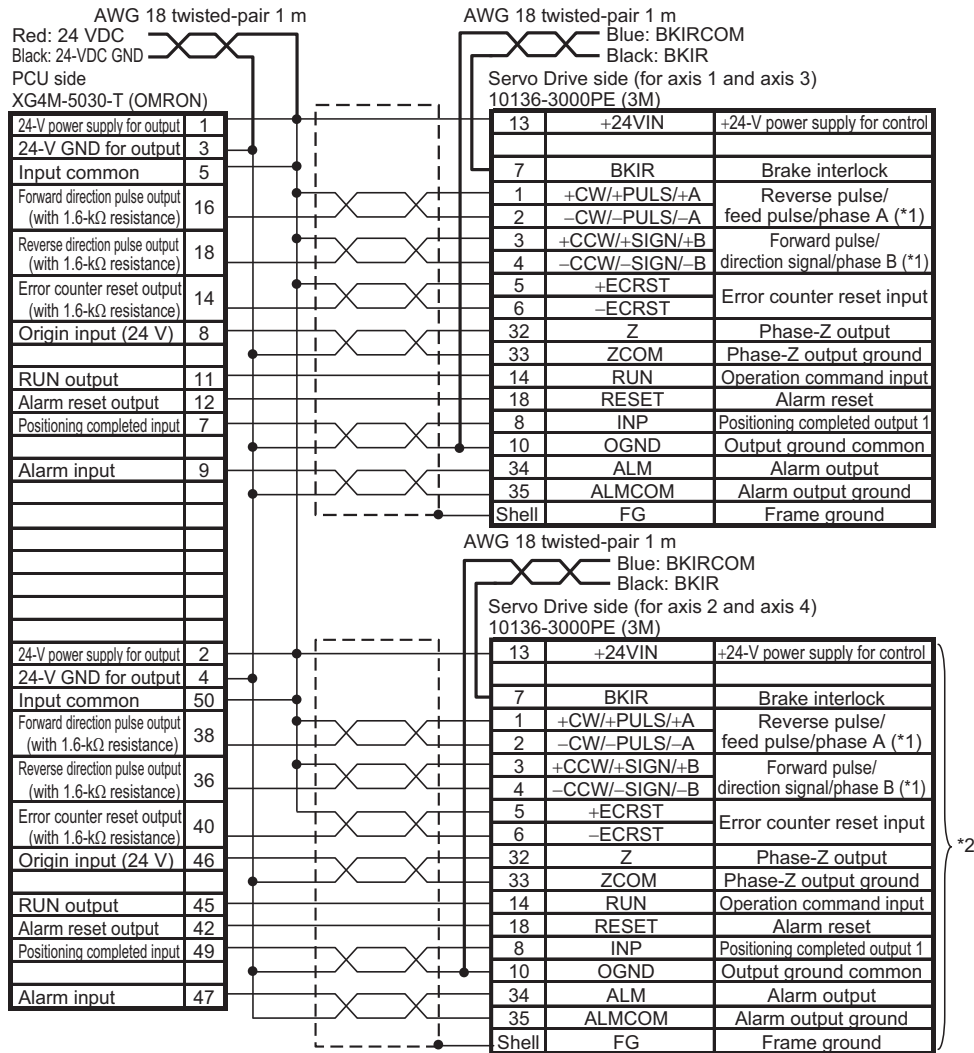 AWG 18 twisted-pair 1 m
Red: 24 VDC
Black: 24-VDC GND
PCU side
XG4M-5030-T (OMRON)
24-V power supply for output 1
24-V GND for output 3
Input common 5
Forward direction pulse output
(with 1.6-kΩ resistance) 16
Reverse direction pulse output
(with 1.6-kΩ resistance) 18
Error counter reset output
(with 1.6-kΩ resistance) 14
Origin input (24 V) 8
RUN output 11
Alarm reset output 12
Positioning completed input 7
Alarm input 9
24-V power supply for output 2
24-V GND for output 4
Input common 50
Forward direction pulse output
(with 1.6-kΩ resistance) 38
Reverse direction pulse output
(with 1.6-kΩ resistance) 36
Error counter reset output
(with 1.6-kΩ resistance) 40
Origin input (24 V) 46
RUN output 45
Alarm reset output 42
Positioning completed input 49
Alarm input 47
AWG 18 twisted-pair 1 m
Blue: BKIRCOM
Black: BKIR
Servo Drive side (for axis 1 and axis 3)
10136-3000PE (3M)
13 +24VIN +24-V power supply for control
7 BKIR Brake interlock
1 +CW/+PULS/+A Reverse pulse/
2 −CW/−PULS/−A feed pulse/phase A (*1)
3 +CCW/+SIGN/+B Forward pulse/
4 −CCW/−SIGN/−B direction signal/phase B (*1)
5 +ECRST Error counter reset input
6 −ECRST
32 Z Phase-Z output
33 ZCOM Phase-Z output ground
14 RUN Operation command input
18 RESET Alarm reset
8 INP Positioning completed output 1
10 OGND Output ground common
34 ALM Alarm output
35 ALMCOM Alarm output ground
Shell FG Frame ground
AWG 18 twisted-pair 1 m
Blue: BKIRCOM
Black: BKIR
Servo Drive side (for axis 2 and axis 4)
10136-3000PE (3M)
13 +24VIN +24-V power supply for control
7 BKIR Brake interlock
1 +CW/+PULS/+A Reverse pulse/
2 −CW/−PULS/−A feed pulse/phase A (*1)
3 +CCW/+SIGN/+B Forward pulse/
4 −CCW/−SIGN/−B direction signal/phase B (*1)
5 +ECRST Error counter reset input
6 −ECRST
32 Z Phase-Z output
33 ZCOM Phase-Z output ground
14 RUN Operation command input
18 RESET Alarm reset
8 INP Positioning completed output 1
10 OGND Output ground common
34 ALM Alarm output
35 ALMCOM Alarm output ground
Shell FG Frame ground
*2